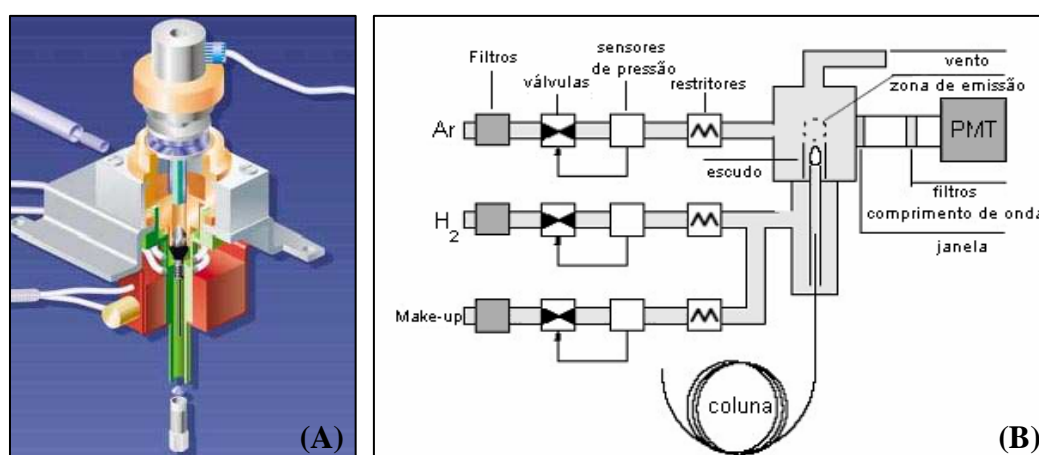 (A)
Filtros
válvulas
sensores
de pressão
restritores
vento
zona de emissão
Ar
PMT
escudo
filtros
comprimento de onda
janela
H2
Make-up
coluna
(B)